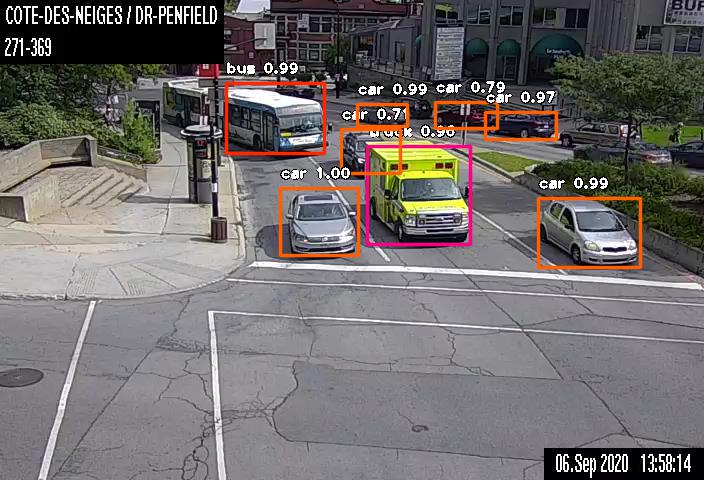 COTE-DES-NEIGES / DR-PENFIELD
271-369
BUF
bus 0.99
car 0.99
car 0.79
car 0.97
car 0.71
truck 0.96
car 1.00
car 0.99
06.Sep 2020 13:58:14